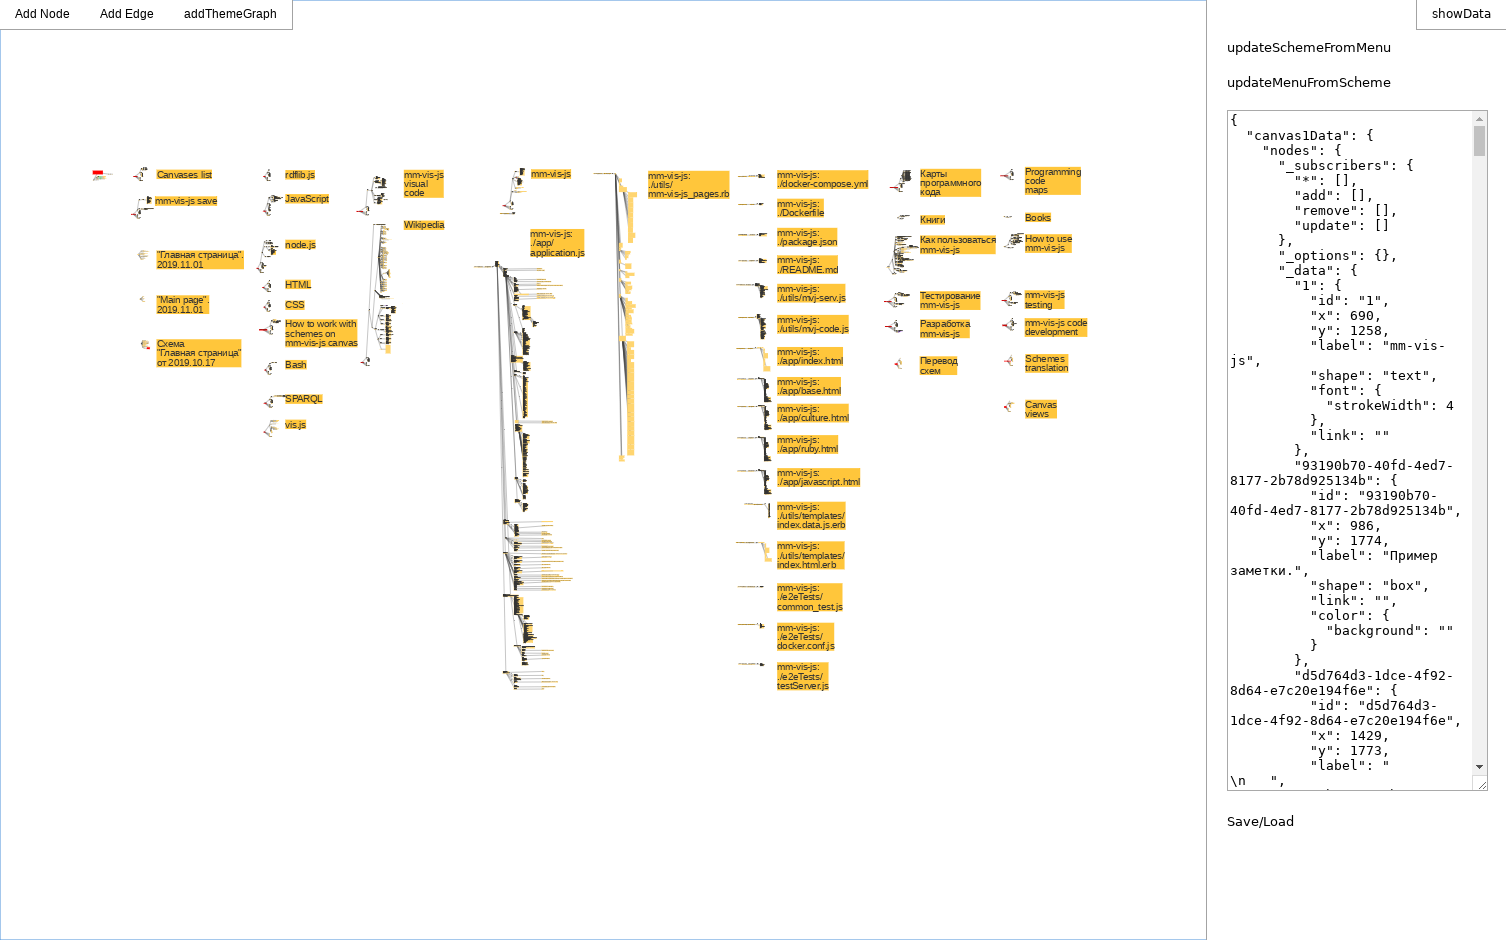 Add Node
Add Edge
addThemeGraph
showData
Canvases list
mm-vis-js save
"Главная страница".
2019.11.01
"Main page".
2019.11.01
Схема
"Главная страница"
от 2019.10.17
rdflib.js
JavaScript
node.js
HTML
CSS
How to work with
schemes on
mm-vis-js canvas
Bash
SPARQL
vis.js
mm-vis-js
visual
code
Wikipedia
mm-vis-js
mm-vis-js:
./app/
application.js
mm-vis-js:
./utils/
mm-vis-js_pages.rb
mm-vis-js:
./docker-compose.yml
mm-vis-js:
./Dockerfile
mm-vis-js:
./package.json
mm-vis-js:
./README.md
mm-vis-js:
./utils/mvj-serv.js
mm-vis-js:
./utils/mvj-code.js
mm-vis-js:
./app/index.html
mm-vis-js:
./app/base.html
mm-vis-js:
./app/culture.html
mm-vis-js:
./app/ruby.html
mm-vis-js:
./app/javascript.html
mm-vis-js:
./utils/templates/
index.data.js.erb
mm-vis-js:
./utils/templates/
index.html.erb
mm-vis-js:
./e2eTests/
common_test.js
mm-vis-js:
./e2eTests/
docker.conf.js
mm-vis-js:
./e2eTests/
testServer.js
Карты
программного
кода
Книги
Как пользоваться
mm-vis-js
Тестирование
mm-vis-js
Разработка
mm-vis-js
Перевод
схем
Programming
code
maps
Books
How to use
mm-vis-js
mm-vis-js
testing
mm-vis-js code
development
Schemes
translation
Canvas
views
updateSchemeFromMenu
updateMenuFromScheme
{
"canvas1Data": {
"nodes": {
"_subscribers": {
"*": [],
"add": [],
"remove": [],
"update": []
},
"_options": {},
"_data": {
"1": {
"id": "1",
"x": 690,
"y": 1258,
"label": "mm-vis-
js",
"shape": "text",
"font": {
"strokeWidth": 4
},
"link": ""
},
"93190b70-40fd-4ed7-
8177-2b78d925134b": {
"id": "93190b70-
40fd-4ed7-8177-2b78d925134b",
"x": 986,
"y": 1774,
"label": "Пример
заметки.",
"shape": "box",
"link": "",
"color": {
"background": ""
}
},
"d5d764d3-1dce-4f92-
8d64-e7c20e194f6e": {
"id": "d5d764d3-
1dce-4f92-8d64-e7c20e194f6e",
"x": 1429,
"y": 1773,
"label": "
\n   ",
Save/Load